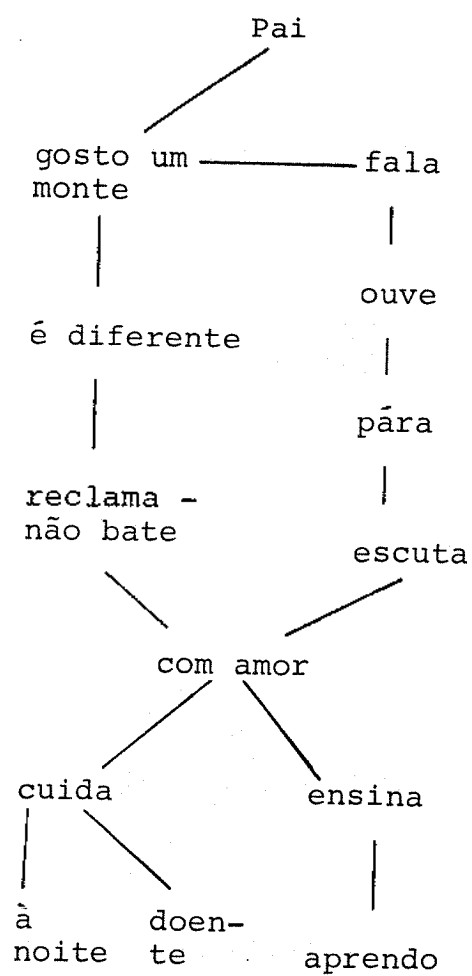 Pai
gosto um
monte
fala
ouve
é diferente
pára
reclama -
não bate
escuta
com amor
cuida
ensina
à
noite
doen-
te
aprendo